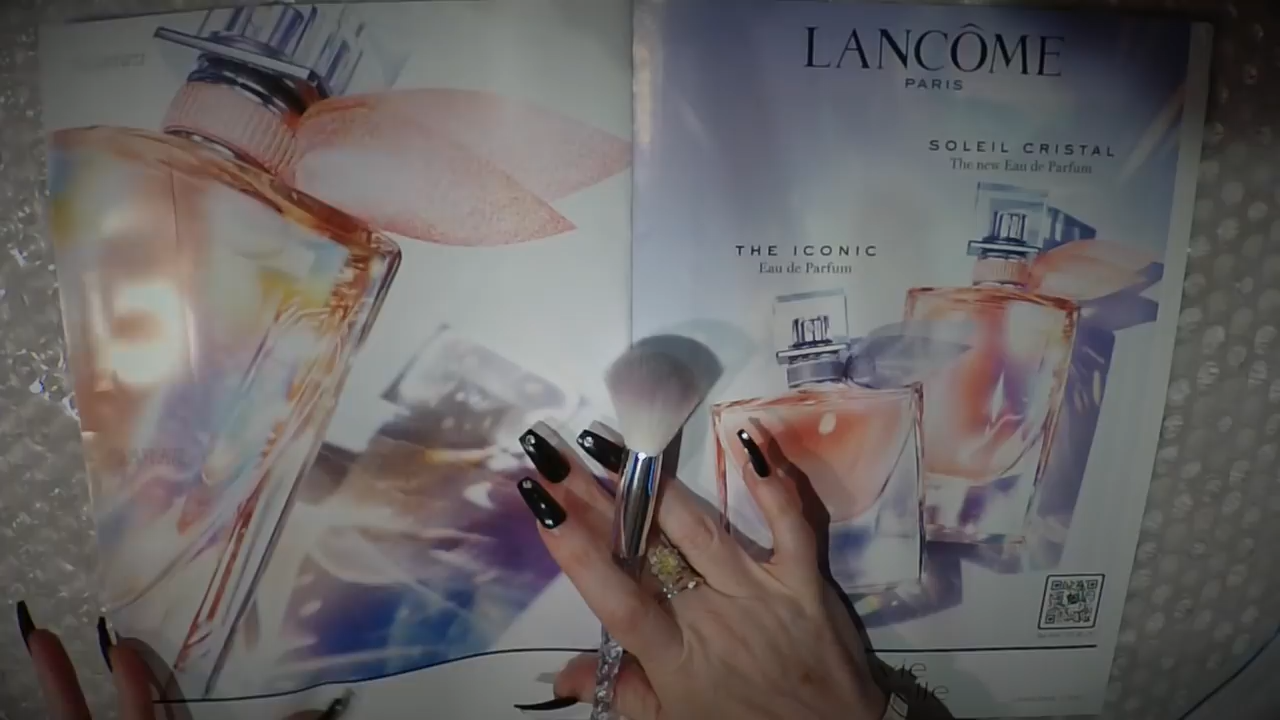 LANCÔME
PARIS
SOLEIL CRISTAL
The new Eau de Parfum
THE ICONIC
Eau de Parfum